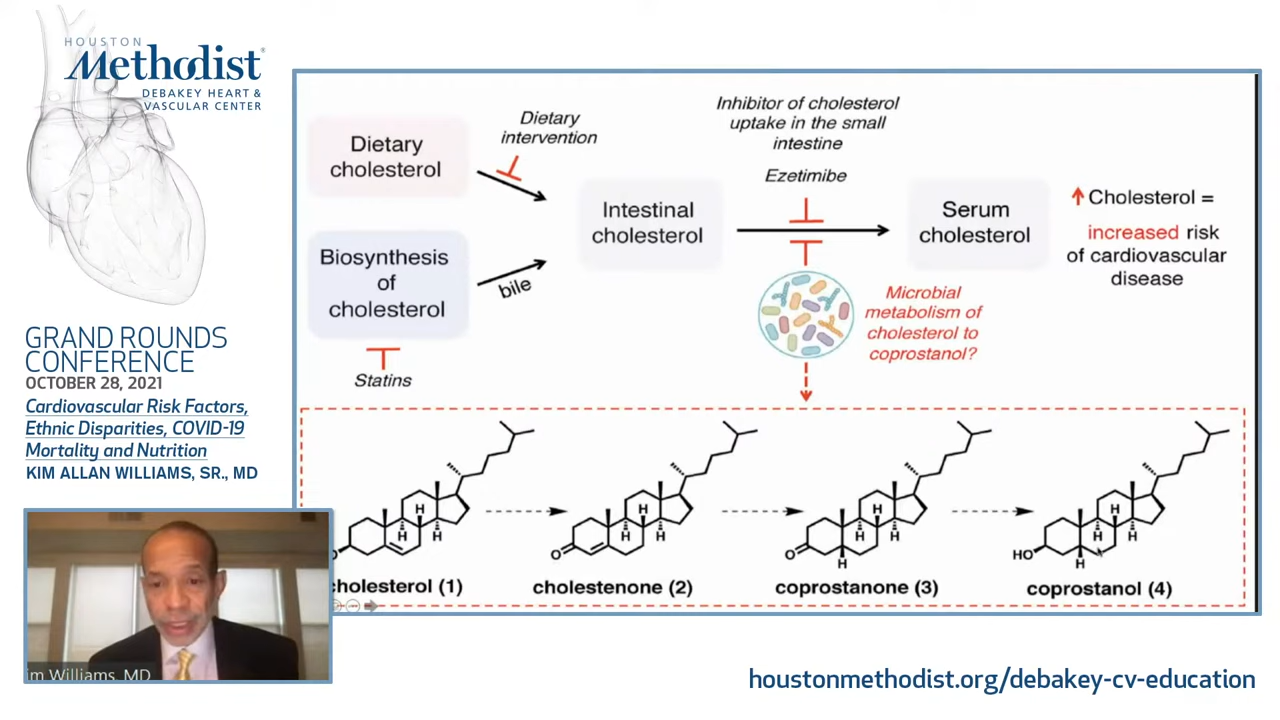 HOUSTON
Methodist®
DEBAKEY HEART &
VASCULAR CENTER
GRAND ROUNDS
CONFERENCE
OCTOBER 28, 2021
Cardiovascular Risk Factors,
Ethnic Disparities, COVID-19
Mortality and Nutrition
KIM ALLAN WILLIAMS, SR., MD
im Williams, MD
Dietary
cholesterol
Dietary
intervention
Biosynthesis
of
cholesterol
bile
Statins
Intestinal
cholesterol
Inhibitor of cholesterol
uptake in the small
intestine
Ezetimibe
Microbial
metabolism of
cholesterol to
coprostanol?
Serum
cholesterol
Cholesterol =
increased risk
of cardiovascular
disease
H
H
H
holesterol (1)
O
H
H
H
cholestenone (2)
O
H
H
H
H
coprostanone (3)
HO
H
H
H
H
coprostanol (4)
houstonmethodist.org/debakey-cv-education